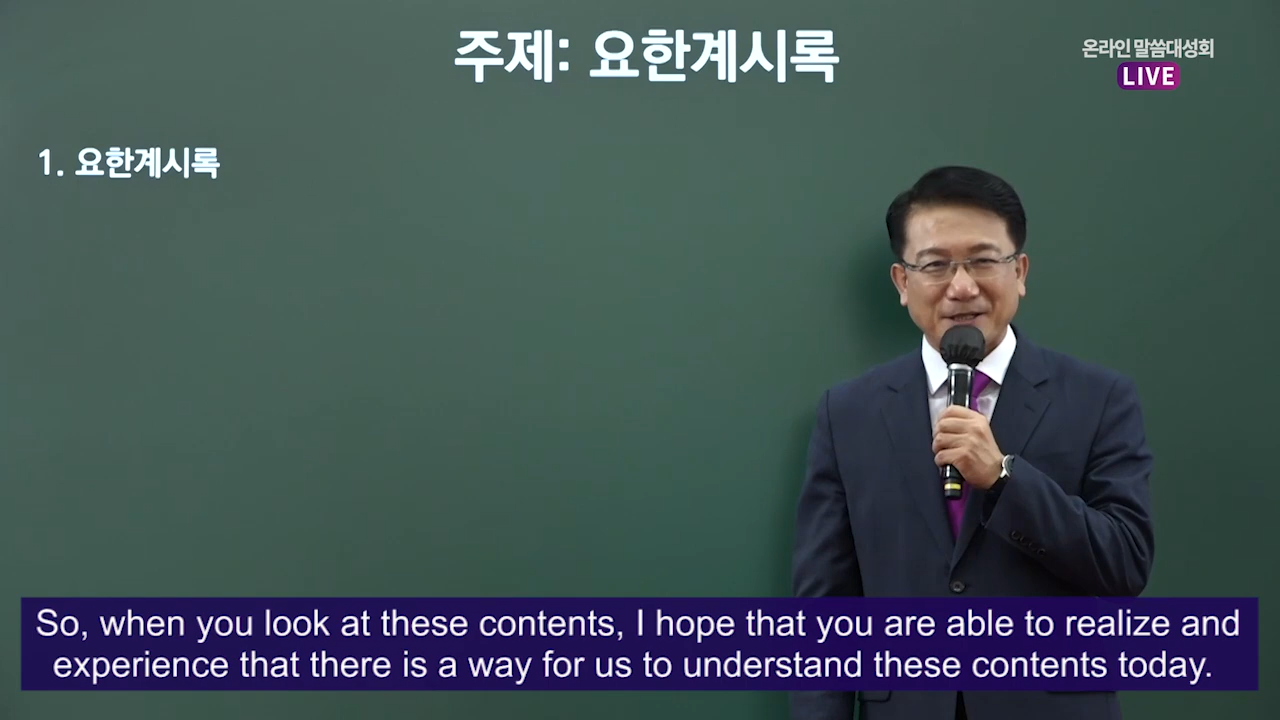 주제: 요한계시록
온라인 말씀대성회
LIVE
1. 요한계시록
So, when you look at these contents, I hope that you are able to realize and
experience that there is a way for us to understand these contents today.